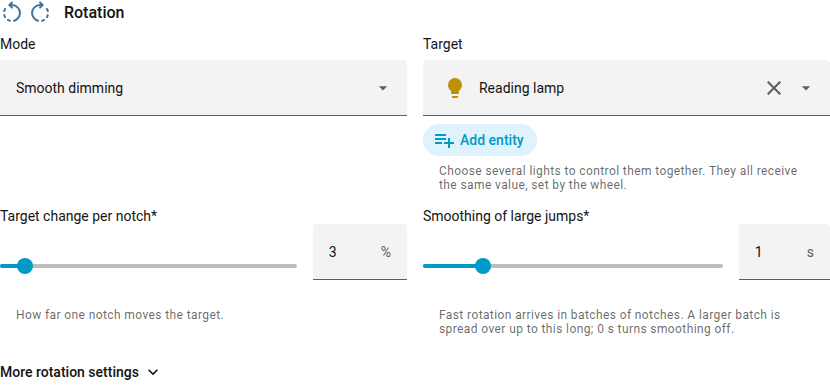 Rotation
Mode
Smooth dimming
Target
Reading lamp
Add entity
Choose several lights to control them together. They all receive
the same value, set by the wheel.
Target change per notch*
3 %
How far one notch moves the target.
Smoothing of large jumps*
1 s
Fast rotation arrives in batches of notches. A larger batch is
spread over up to this long; 0 s turns smoothing off.
More rotation settings